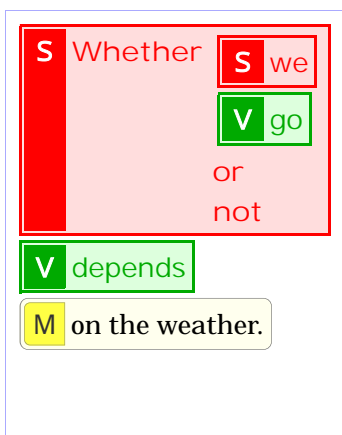 S Whether S we
V go
or
not
V depends
M on the weather.